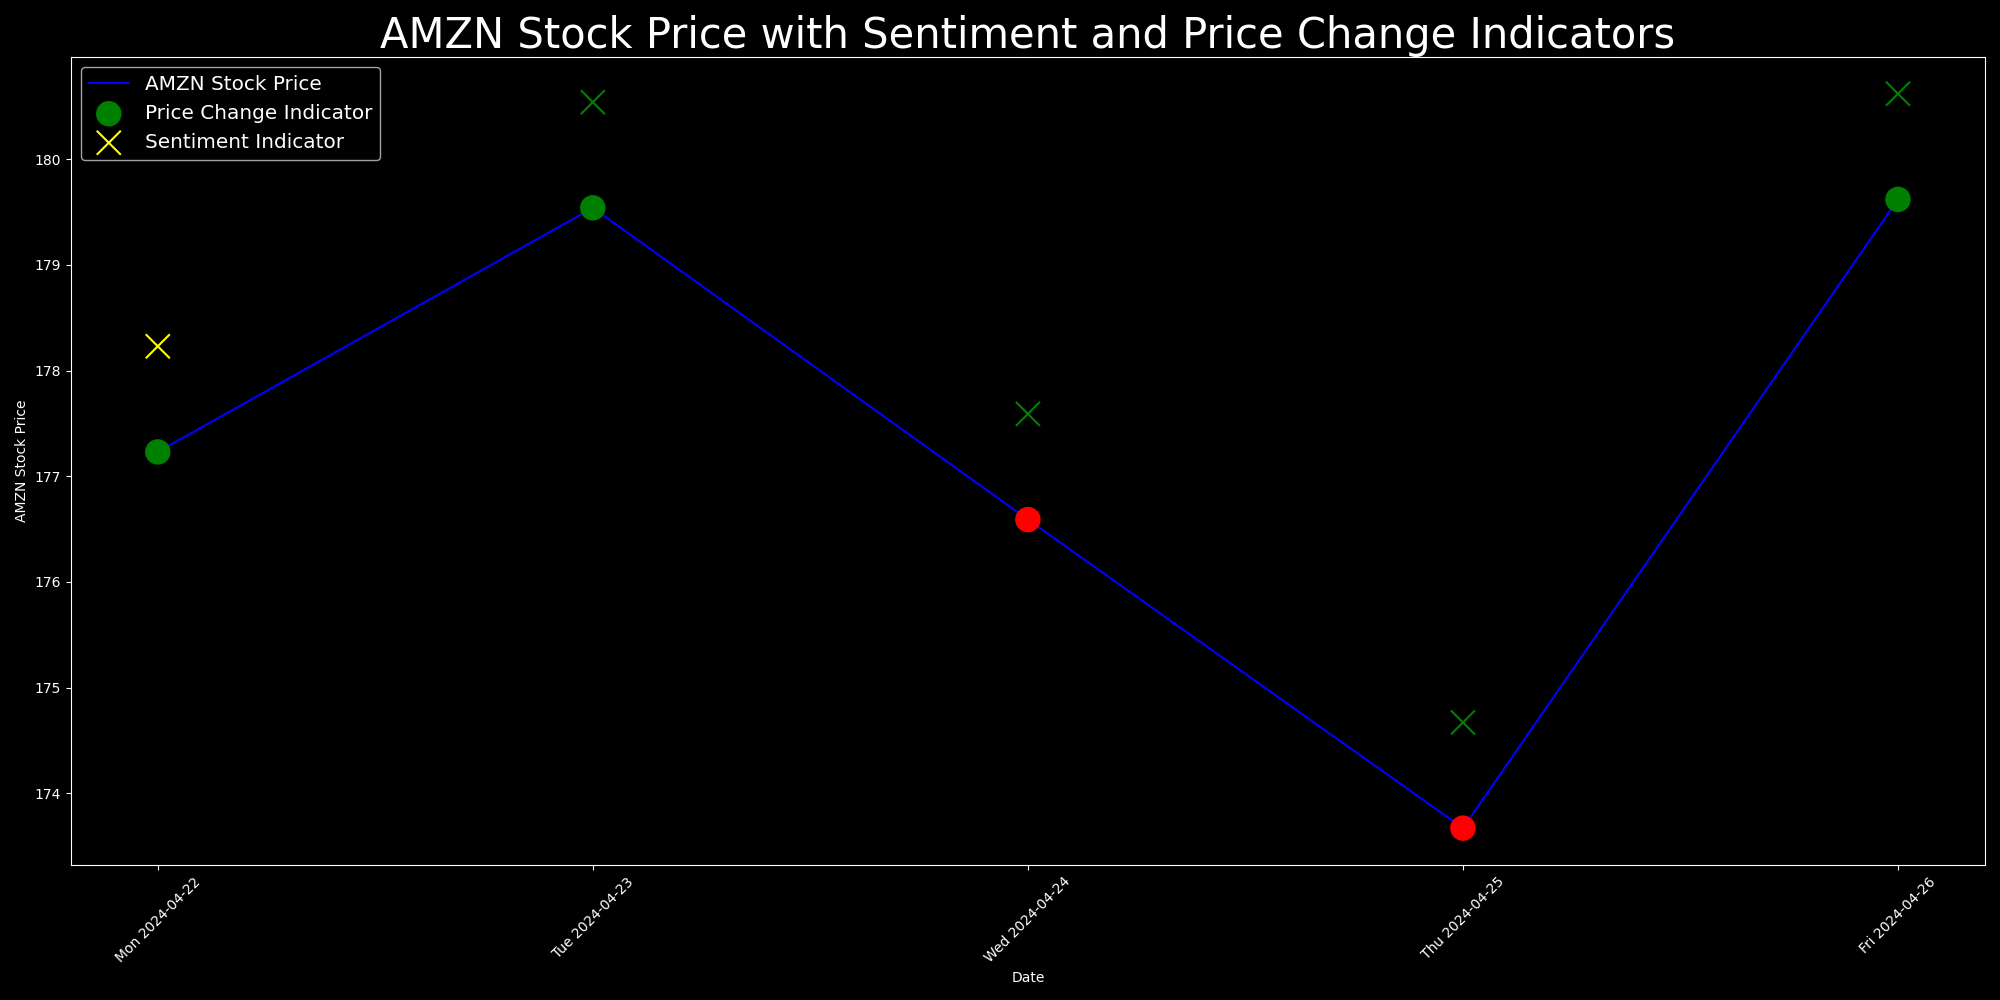 AMZN Stock Price with Sentiment and Price Change Indicators
AMZN Stock Price
Price Change Indicator
Sentiment Indicator
180
179
178
177
176
175
174
AMZN Stock Price
Mon 2024-04-22
Tue 2024-04-23
Wed 2024-04-24
Thu 2024-04-25
Fri 2024-04-26
Date